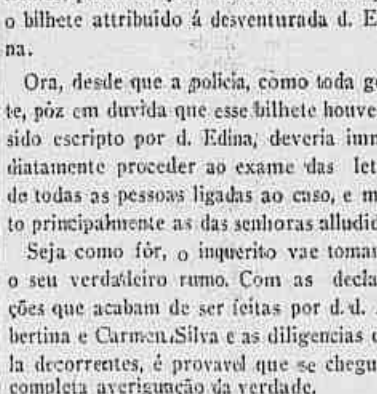 o bilhete attribuido á desventurada d. E
na.
Ora, desde que a policia, como toda ge
te, pôz em duvida que esse bilhete houve
sido escripto por d. Edina, deveria imm
diatamente proceder ao exame das let
de todas as pessoas ligadas ao caso, e m
to principalmente as das senhoras alludid
Seja como fôr, o inquerito vae tomar
o seu verdadeiro rumo. Com as decla
ções que acabam de ser feitas por d. d.
bertina e Carmen Silva e as diligencias d
la decorrentes, é provavel que se chegu
completa averiguação da verdade.